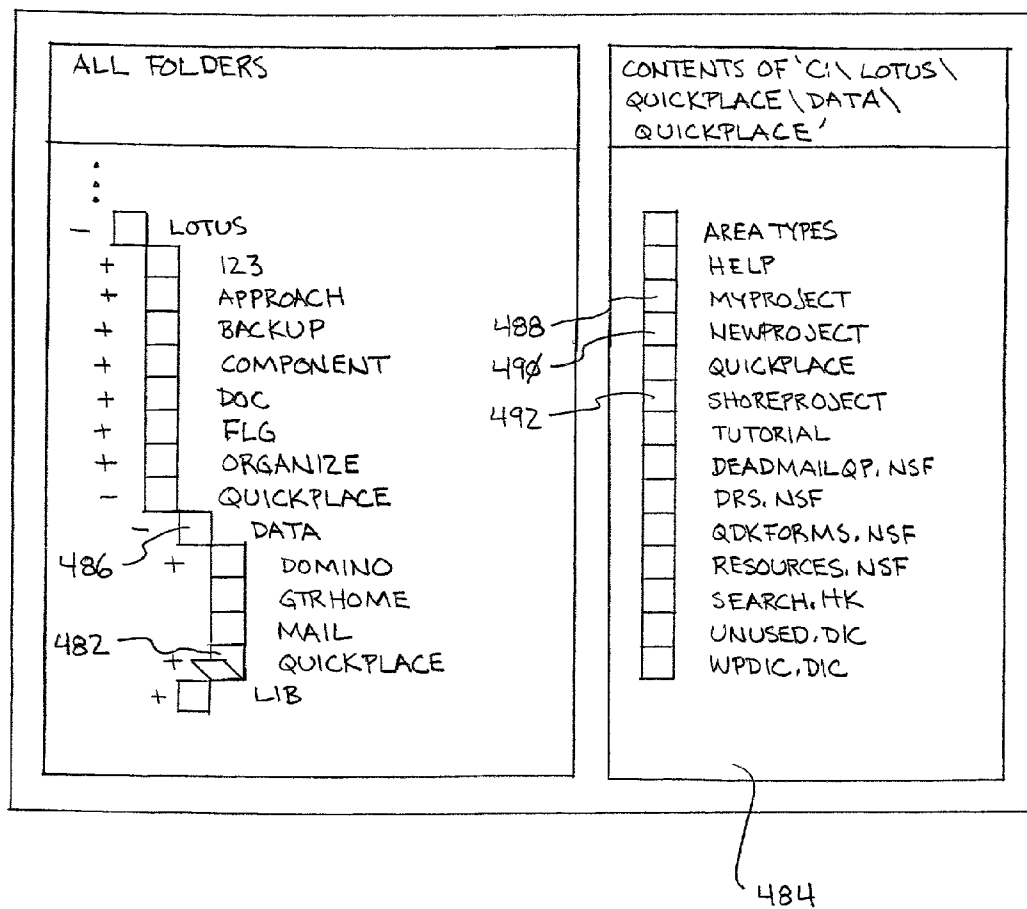 ALL FOLDERS
- LOTUS
+ 123
+ APPROACH
+ BACKUP
+ COMPONENT
+ DOC
+ FLG
+ ORGANIZE
- QUICKPLACE
- DATA
486
+ DOMINO
GTRHOME
MAIL
482
+ QUICKPLACE
+ LIB
CONTENTS OF 'C:\LOTUS\
QUICKPLACE\DATA\
QUICKPLACE'
AREA TYPES
HELP
488 MYPROJECT
490 NEWPROJECT
QUICKPLACE
492 SHOREPROJECT
TUTORIAL
DEADMAILQP.NSF
DRS.NSF
QDKFORMS.NSF
RESOURCES.NSF
SEARCH.HK
UNUSED.DIC
WPDIC.DIC
484